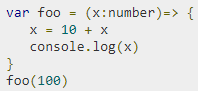 var foo = (x:number)=> {
   x = 10 + x
   console.log(x)
}
foo(100)